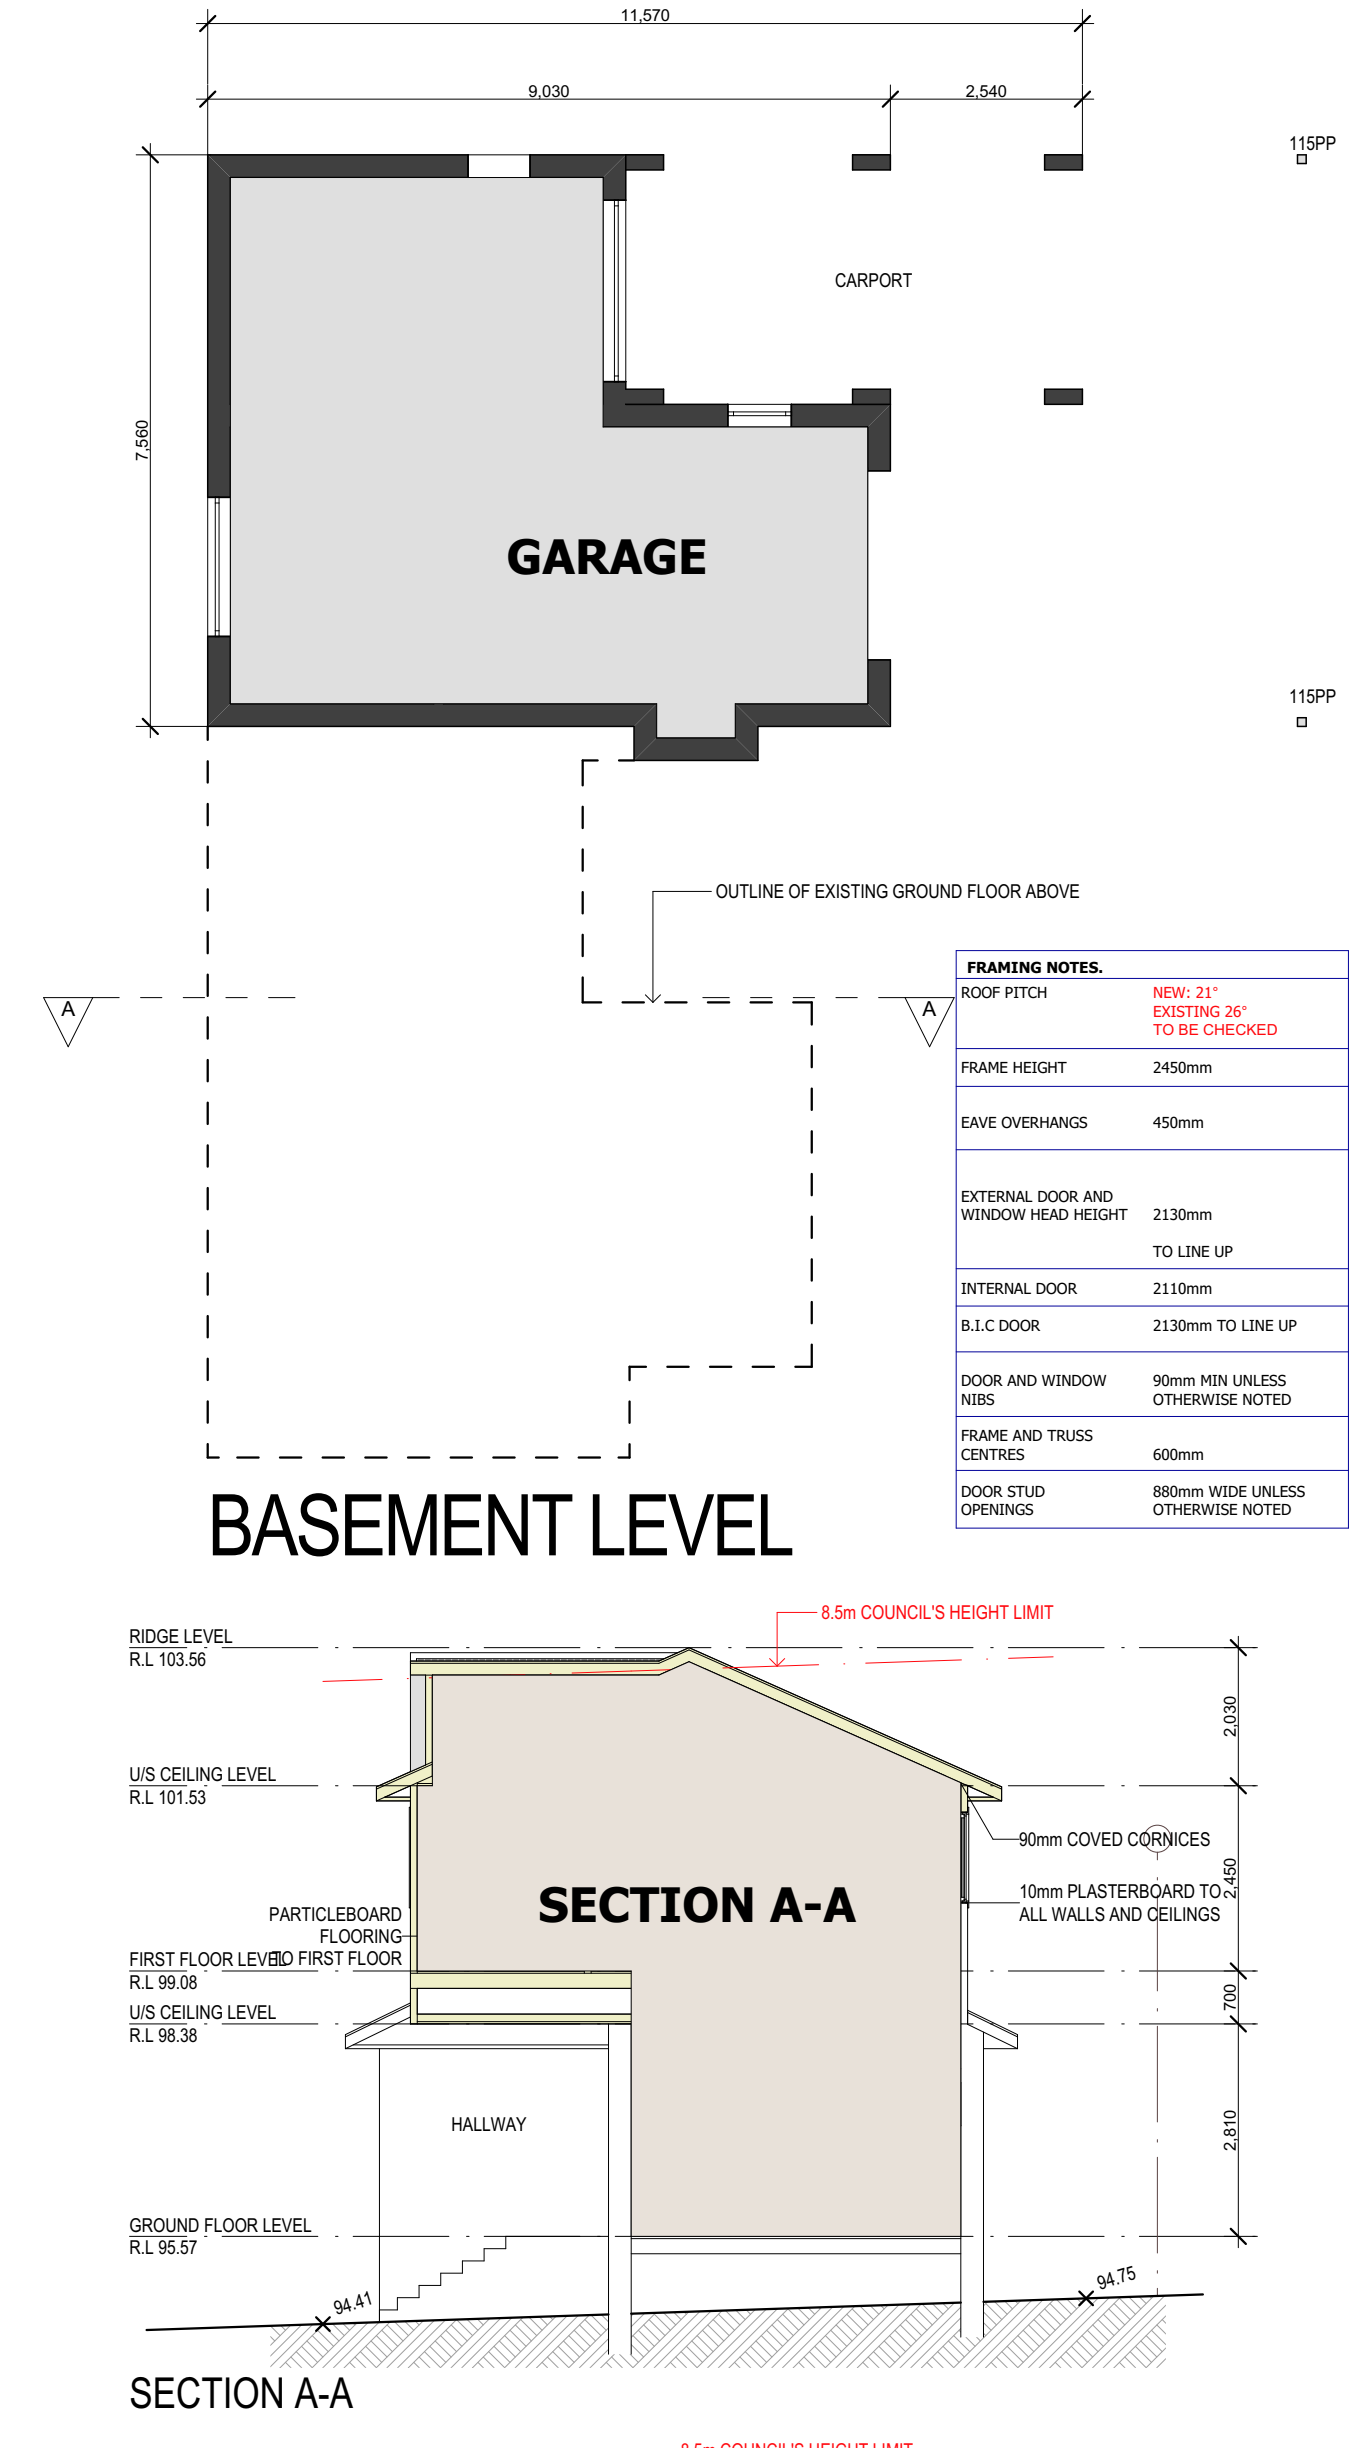 11,570
9,030
2,540
115PP
CARPORT
7,560
GARAGE
115PP
OUTLINE OF EXISTING GROUND FLOOR ABOVE
A
A
FRAMING NOTES.
ROOF PITCH
NEW: 21°
EXISTING 26°
TO BE CHECKED
FRAME HEIGHT
2450mm
EAVE OVERHANGS
450mm
EXTERNAL DOOR AND
WINDOW HEAD HEIGHT
2130mm
TO LINE UP
INTERNAL DOOR
2110mm
B.I.C DOOR
2130mm TO LINE UP
DOOR AND WINDOW
NIBS
90mm MIN UNLESS
OTHERWISE NOTED
FRAME AND TRUSS
CENTRES
600mm
DOOR STUD
OPENINGS
880mm WIDE UNLESS
OTHERWISE NOTED
BASEMENT LEVEL
8.5m COUNCIL'S HEIGHT LIMIT
RIDGE LEVEL
R.L 103.56
2,030
U/S CEILING LEVEL
R.L 101.53
90mm COVED CORNICES
2,450
10mm PLASTERBOARD TO
ALL WALLS AND CEILINGS
SECTION A-A
PARTICLEBOARD
FLOORING
TO FIRST FLOOR
FIRST FLOOR LEVEL
R.L 99.08
700
U/S CEILING LEVEL
R.L 98.38
HALLWAY
2,810
GROUND FLOOR LEVEL
R.L 95.57
94.41
94.75
SECTION A-A
8.5m COUNCIL'S HEIGHT LIMIT